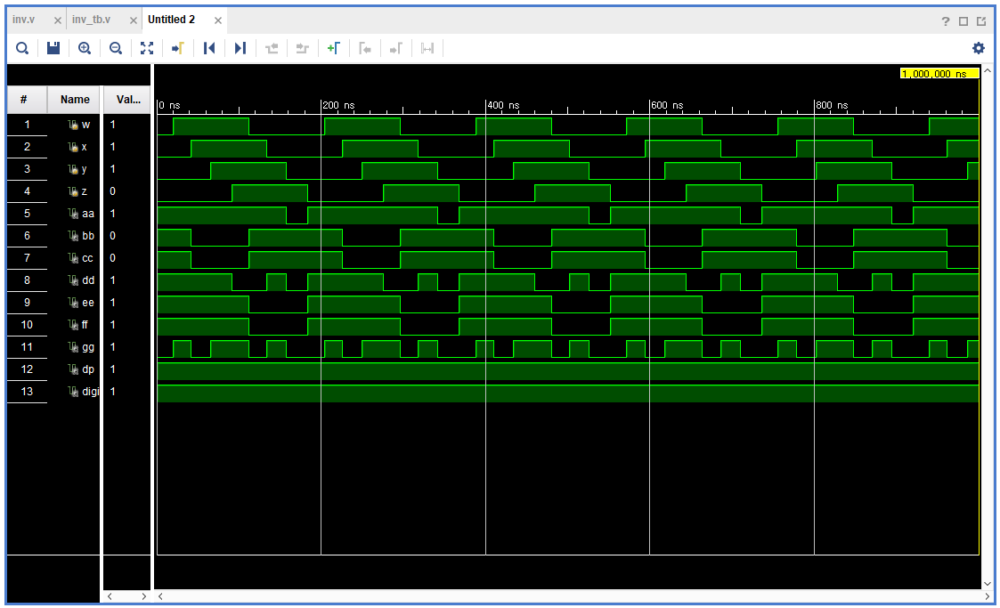 inv.v × inv_tb.v × Untitled 2 ×
?
1,000,000 ns
# Name Val...
0 ns 200 ns 400 ns 600 ns 800 ns
1 w 1
2 x 1
3 y 1
4 z 0
5 aa 1
6 bb 0
7 cc 0
8 dd 1
9 ee 1
10 ff 1
11 gg 1
12 dp 1
13 digi 1